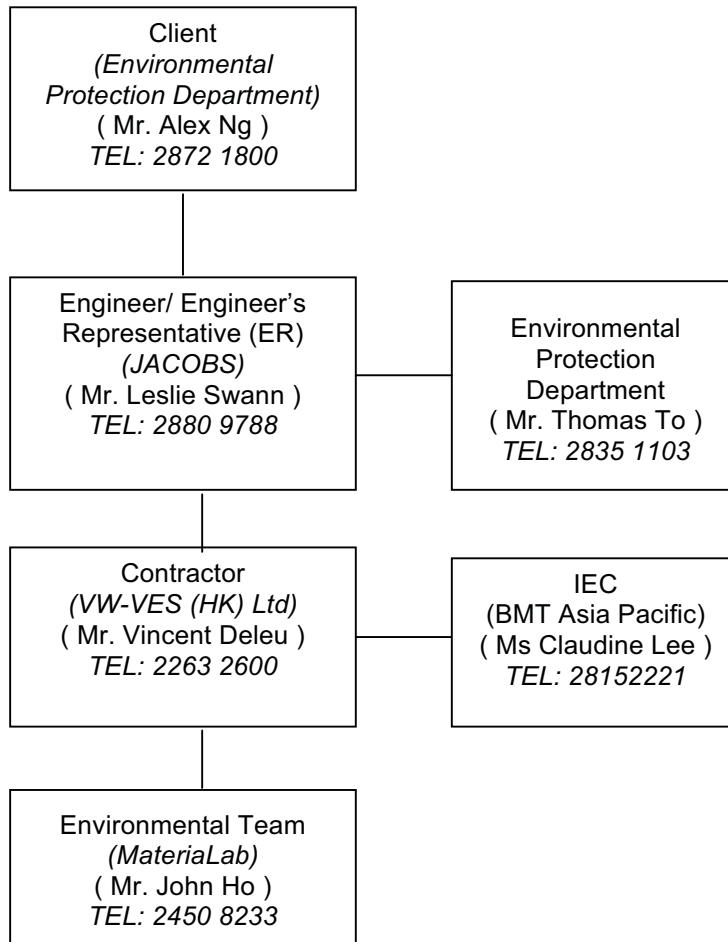 Client
(Environmental
Protection Department)
( Mr. Alex Ng )
TEL: 2872 1800
Engineer/ Engineer’s
Representative (ER)
(JACOBS)
( Mr. Leslie Swann )
TEL: 2880 9788
Environmental
Protection
Department
( Mr. Thomas To )
TEL: 2835 1103
Contractor
(VW-VES (HK) Ltd)
( Mr. Vincent Deleu )
TEL: 2263 2600
IEC
(BMT Asia Pacific)
( Ms Claudine Lee )
TEL: 28152221
Environmental Team
(MateriaLab)
( Mr. John Ho )
TEL: 2450 8233